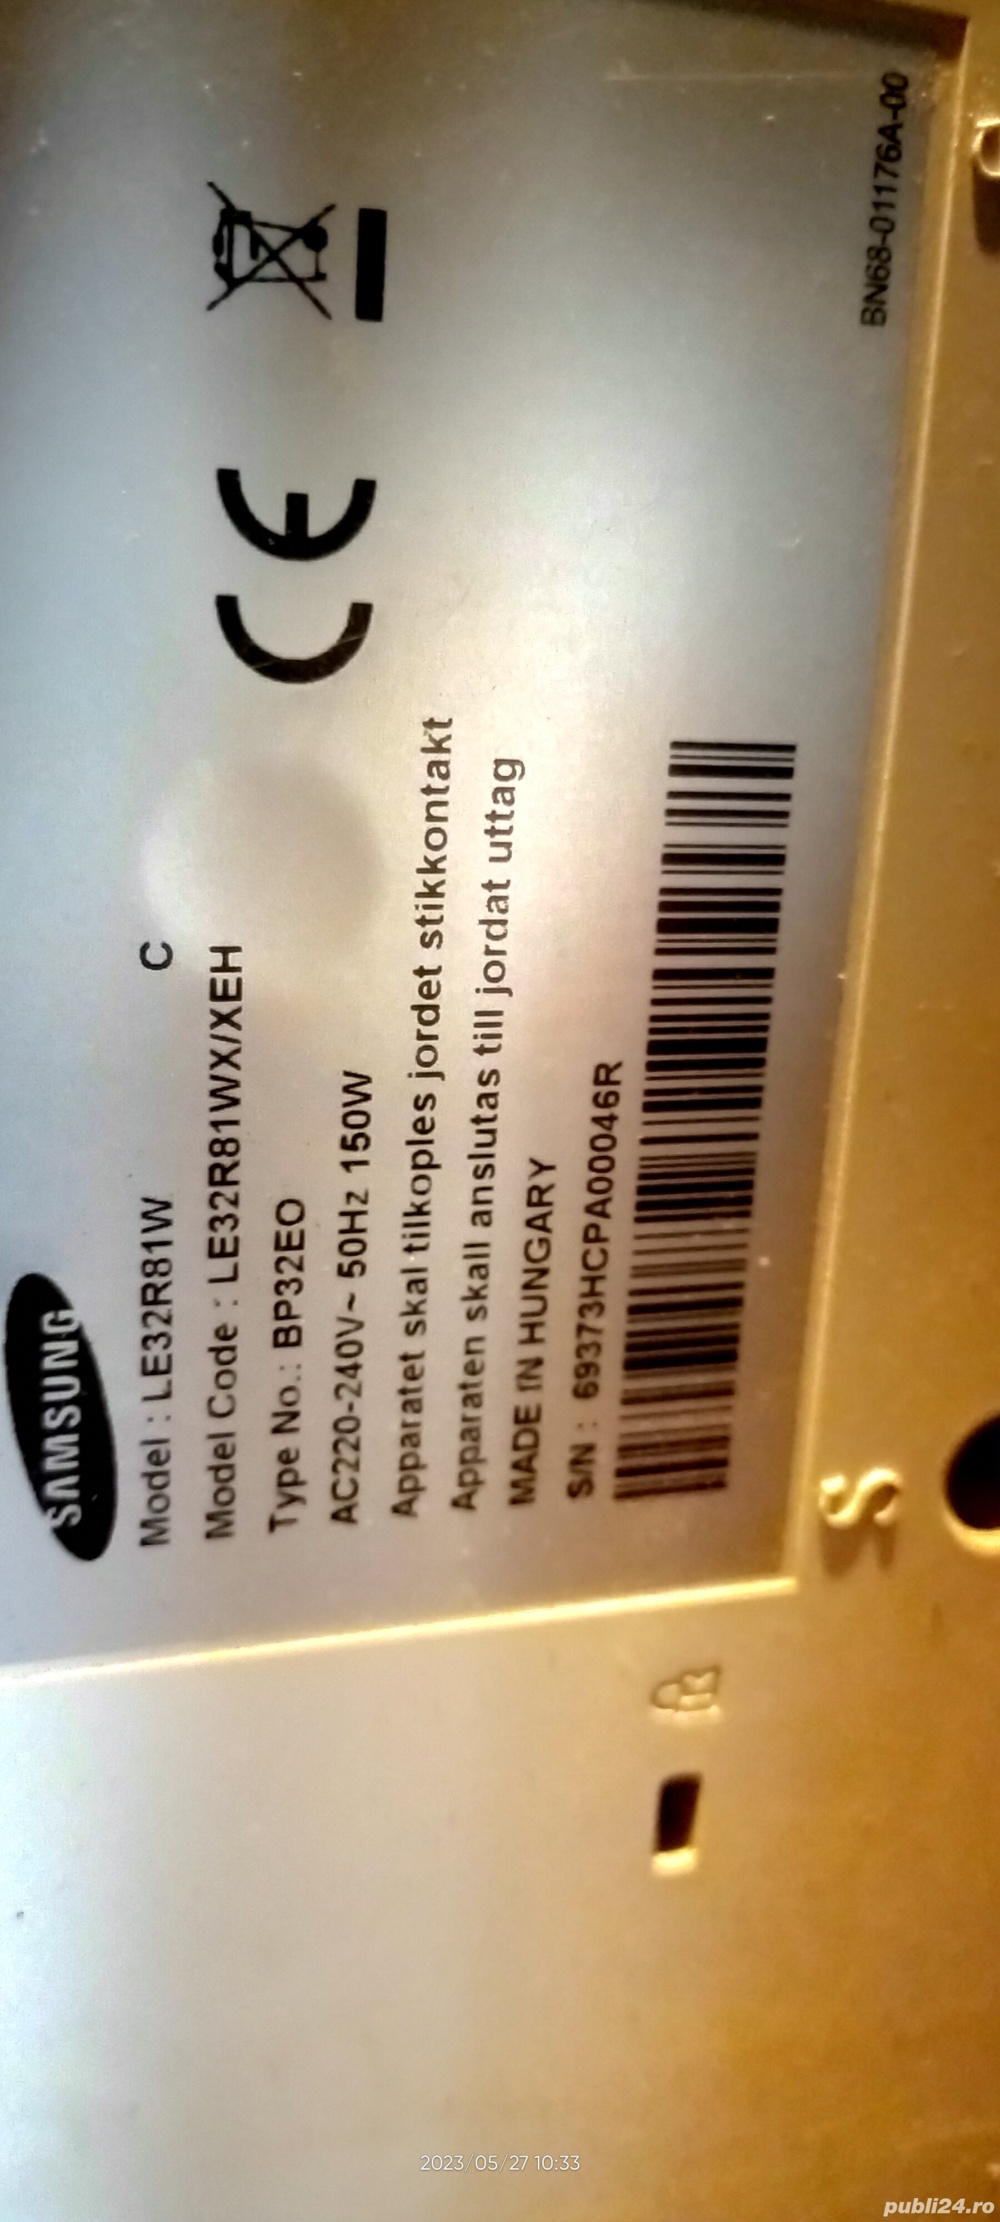 SAMSUNG
Model : LE32R81W C
Model Code : LE32R81WX/XEH
Type No.: BP32EO
AC220-240V~ 50Hz 150W
Apparatet skal tilkoples jordet stikkontakt
Apparaten skall anslutas till jordat uttag
MADE IN HUNGARY
S/N : 69373HCPA00046R
BN68-01176A-00
S
2023/05/27 10:33
publi24.ro